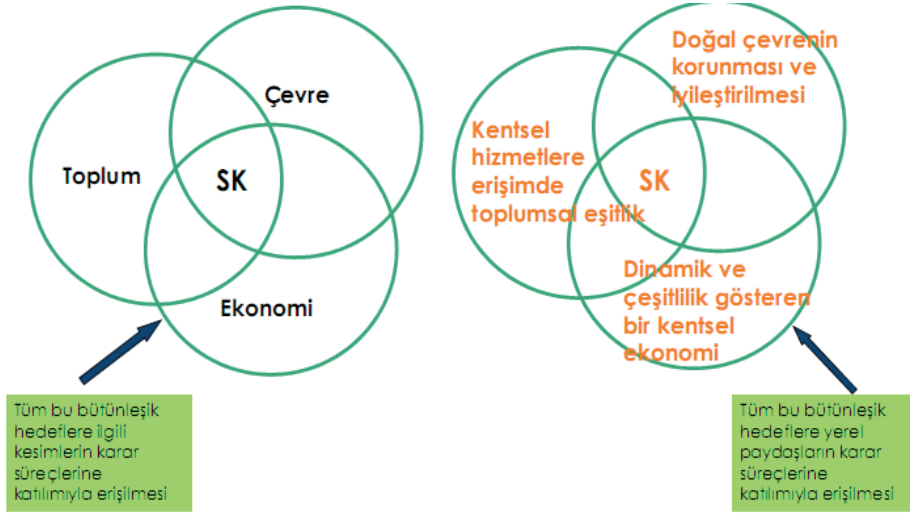 Çevre
Toplum
SK
Ekonomi
Tüm bu bütünleşik
hedeflere ilgili
kesimlerin karar
süreçlerine
katılımıyla erişilmesi
Doğal çevrenin
korunması ve
iyileştirilmesi
Kentsel
hizmetlere
erişimde
toplumsal eşitlik
SK
Dinamik ve
çeşitlilik gösteren
bir kentsel
ekonomi
Tüm bu bütünleşik
hedeflere yerel
paydaşların karar
süreçlerine
katılımıyla erişilmesi